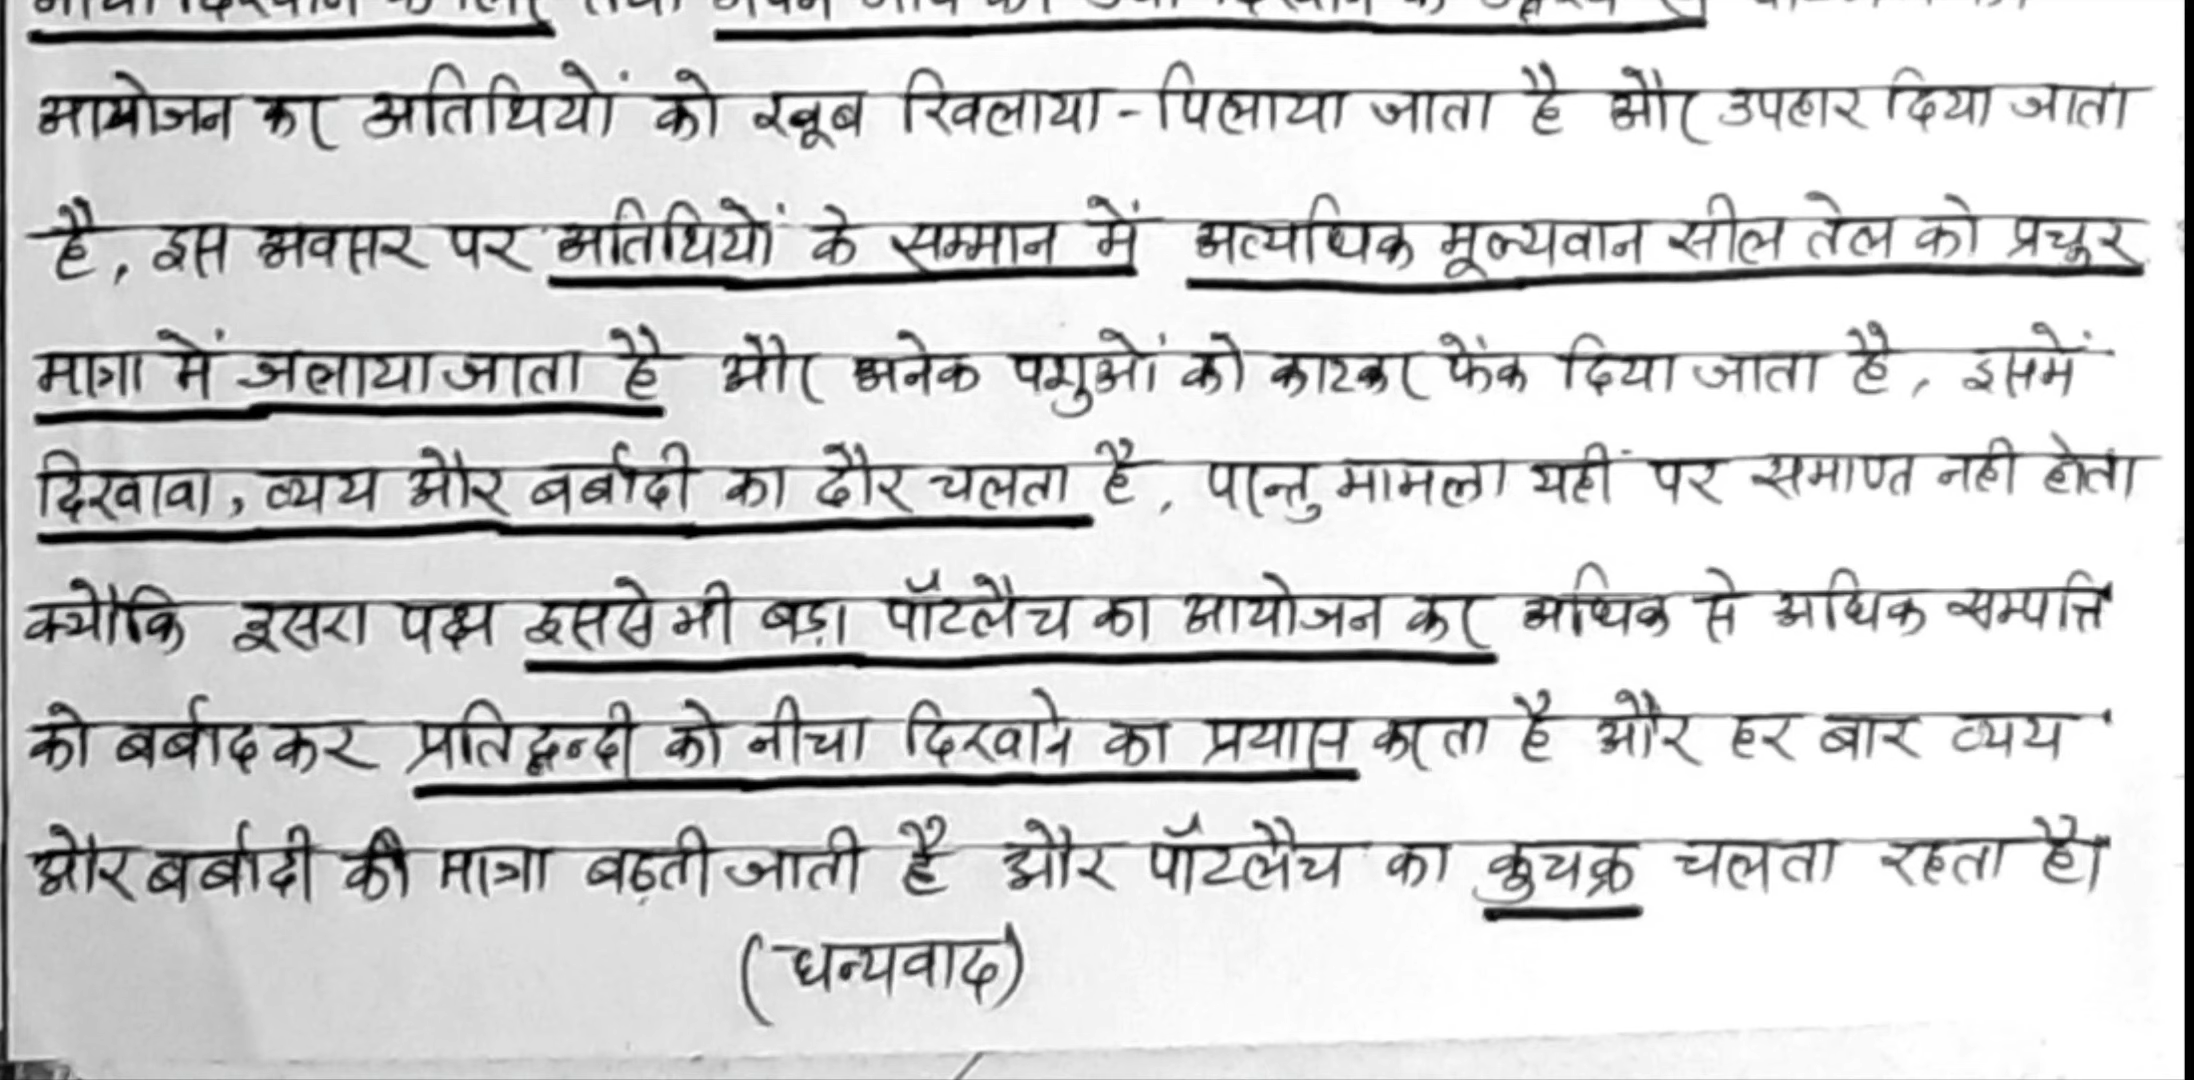 आयोजन कर अतिथियों को खूब खिलाया-पिलाया जाता है और उपहार दिया जाता
है, इस अवसर पर अतिथियों के सम्मान में अत्यधिक मूल्यवान सील तेल को प्रचुर
मात्रा में जलाया जाता है और अनेक पशुओं को काटकर फेंक दिया जाता है, इसमें
दिखावा, व्यय और बर्बादी का दौर चलता है, परन्तु मामला यहीं पर समाप्त नही होता
क्योकि दूसरा पक्ष इससे भी बड़ा पॉटलैच का आयोजन कर अधिक से अधिक सम्पत्ति
को बर्बाद कर प्रतिद्वन्दी को नीचा दिखाने का प्रयास करता है और हर बार व्यय
और बर्बादी की मात्रा बढ़ती जाती है और पॉटलैच का कुचक्र चलता रहता है।
(धन्यवाद)